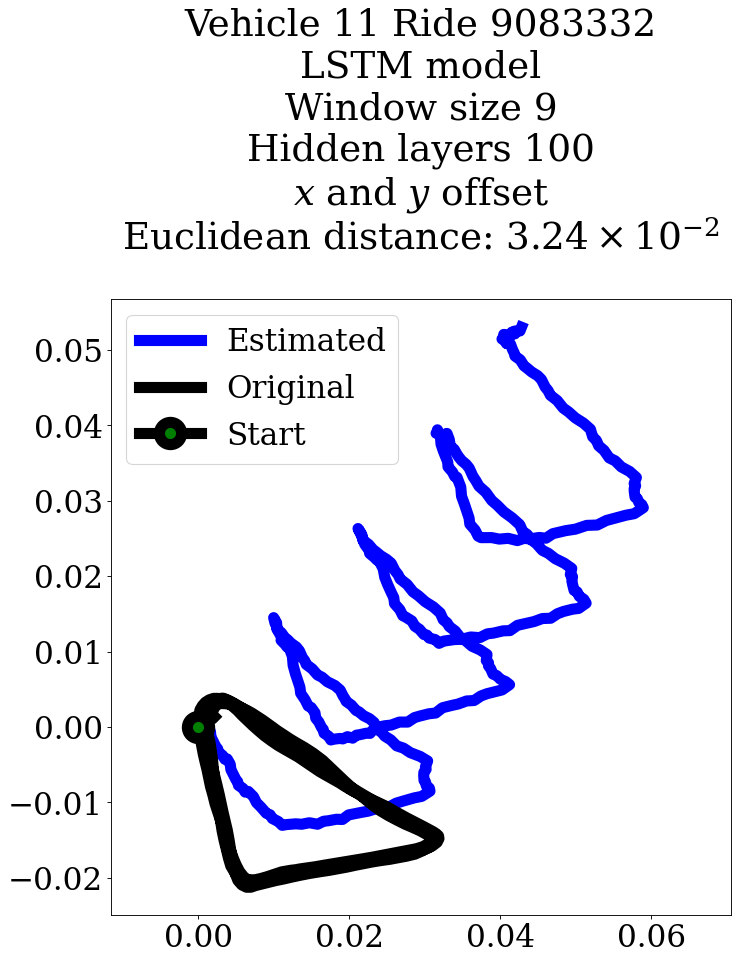 Vehicle 11 Ride 9083332
LSTM model
Window size 9
Hidden layers 100
x and y offset
Euclidean distance: 3.24 × 10⁻²
Estimated
Original
Start
0.05
0.04
0.03
0.02
0.01
0.00
−0.01
−0.02
0.00 0.02 0.04 0.06